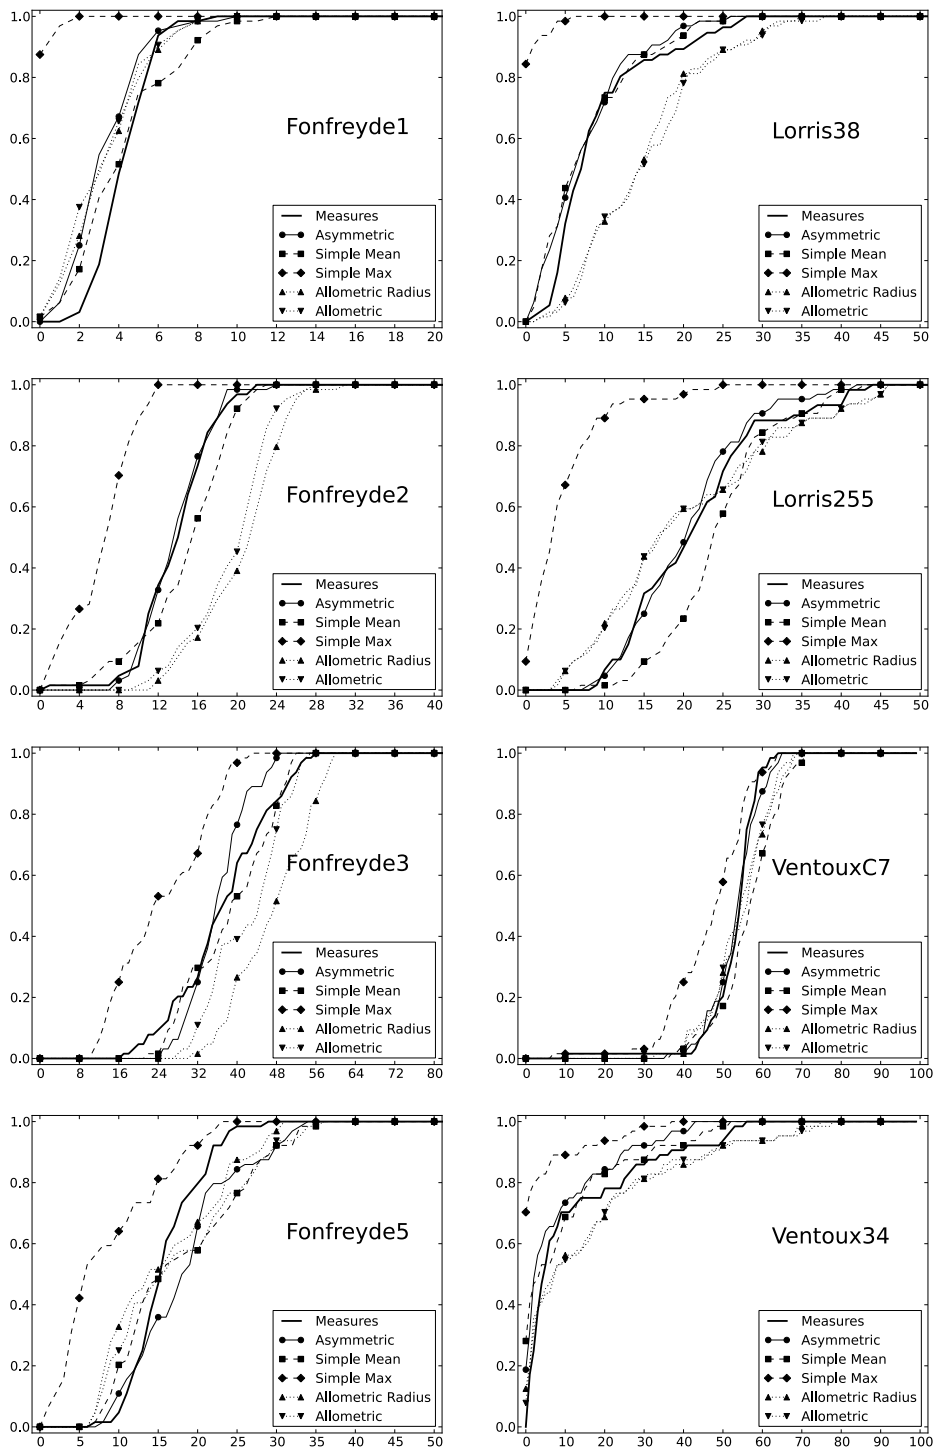 1.0
0.8
0.6
0.4
0.2
0.0
Fonfreyde1
Measures
Asymmetric
Simple Mean
Simple Max
Allometric Radius
Allometric
0 2 4 6 8 10 12 14 16 18 20
1.0
0.8
0.6
0.4
0.2
0.0
Lorris38
Measures
Asymmetric
Simple Mean
Simple Max
Allometric Radius
Allometric
0 5 10 15 20 25 30 35 40 45 50
1.0
0.8
0.6
0.4
0.2
0.0
Fonfreyde2
Measures
Asymmetric
Simple Mean
Simple Max
Allometric Radius
Allometric
0 4 8 12 16 20 24 28 32 36 40
1.0
0.8
0.6
0.4
0.2
0.0
Lorris255
Measures
Asymmetric
Simple Mean
Simple Max
Allometric Radius
Allometric
0 5 10 15 20 25 30 35 40 45 50
1.0
0.8
0.6
0.4
0.2
0.0
Fonfreyde3
Measures
Asymmetric
Simple Mean
Simple Max
Allometric Radius
Allometric
0 8 16 24 32 40 48 56 64 72 80
1.0
0.8
0.6
0.4
0.2
0.0
VentouxC7
Measures
Asymmetric
Simple Mean
Simple Max
Allometric Radius
Allometric
0 10 20 30 40 50 60 70 80 90 100
1.0
0.8
0.6
0.4
0.2
0.0
Fonfreyde5
Measures
Asymmetric
Simple Mean
Simple Max
Allometric Radius
Allometric
0 5 10 15 20 25 30 35 40 45 50
1.0
0.8
0.6
0.4
0.2
0.0
Ventoux34
Measures
Asymmetric
Simple Mean
Simple Max
Allometric Radius
Allometric
0 10 20 30 40 50 60 70 80 90 100